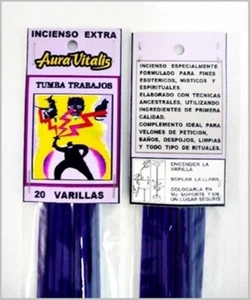 INCIENSO EXTRA
Aura Vitalis
TUMBA TRABAJOS
20 VARILLAS
INCIENSO ESPECIALMENTE
FORMULADO PARA FINES
ESOTERICOS, MISTICOS Y
ESPIRITUALES.
ELABORADO CON TECNICAS
ANCESTRALES, UTILIZANDO
INGREDIENTES DE PRIMERA
CALIDAD.
COMPLEMENTO IDEAL PARA
VELONES DE PETICION,
BAÑOS, DESPOJOS, LIMPIAS
Y TODO TIPO DE RITUALES.
ENCENDER LA
VARILLA
SOPLAR LA LLAMA
COLOCARLA EN
SU SOPORTE Y EN
UN LUGAR SEGURO